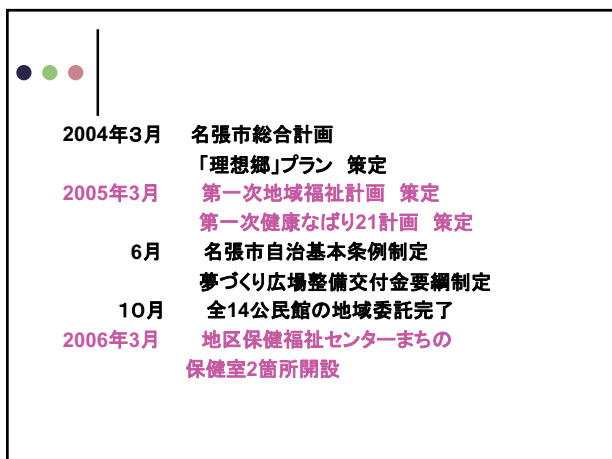 2004年3月 名張市総合計画
「理想郷」プラン 策定
2005年3月 第一次地域福祉計画 策定
第一次健康なばり21計画 策定
6月 名張市自治基本条例制定
夢づくり広場整備交付金要綱制定
10月 全14公民館の地域委託完了
2006年3月 地区保健福祉センターまちの
保健室2箇所開設